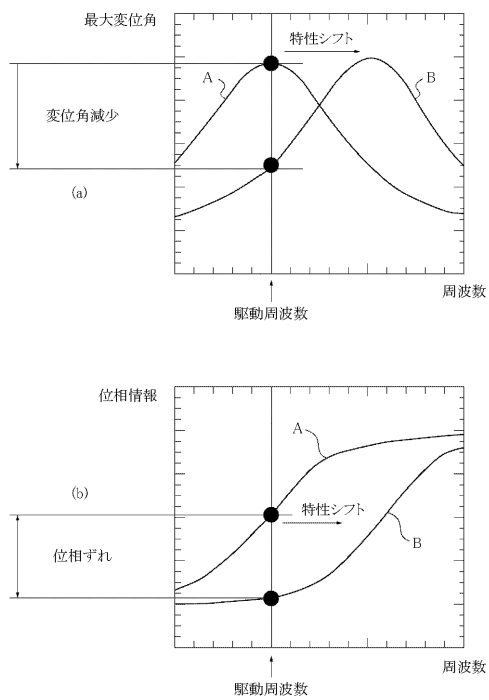 最大変位角
特性シフト
A
B
変位角減少
(a)
周波数
駆動周波数
位相情報
A
(b)
特性シフト
B
位相ずれ
周波数
駆動周波数